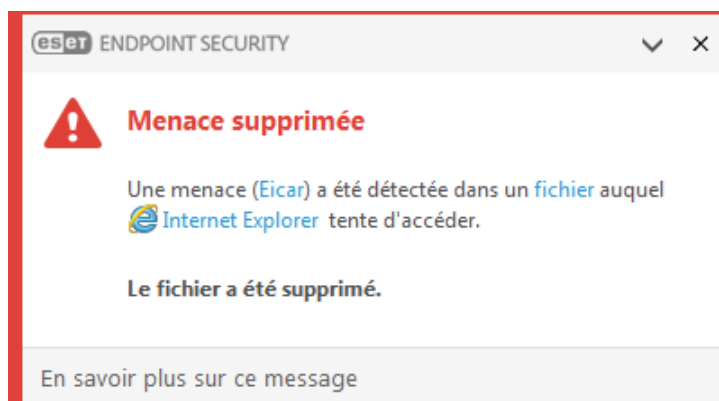 eset ENDPOINT SECURITY
Menace supprimée
Une menace (Eicar) a été détectée dans un fichier auquel
Internet Explorer tente d'accéder.
Le fichier a été supprimé.
En savoir plus sur ce message